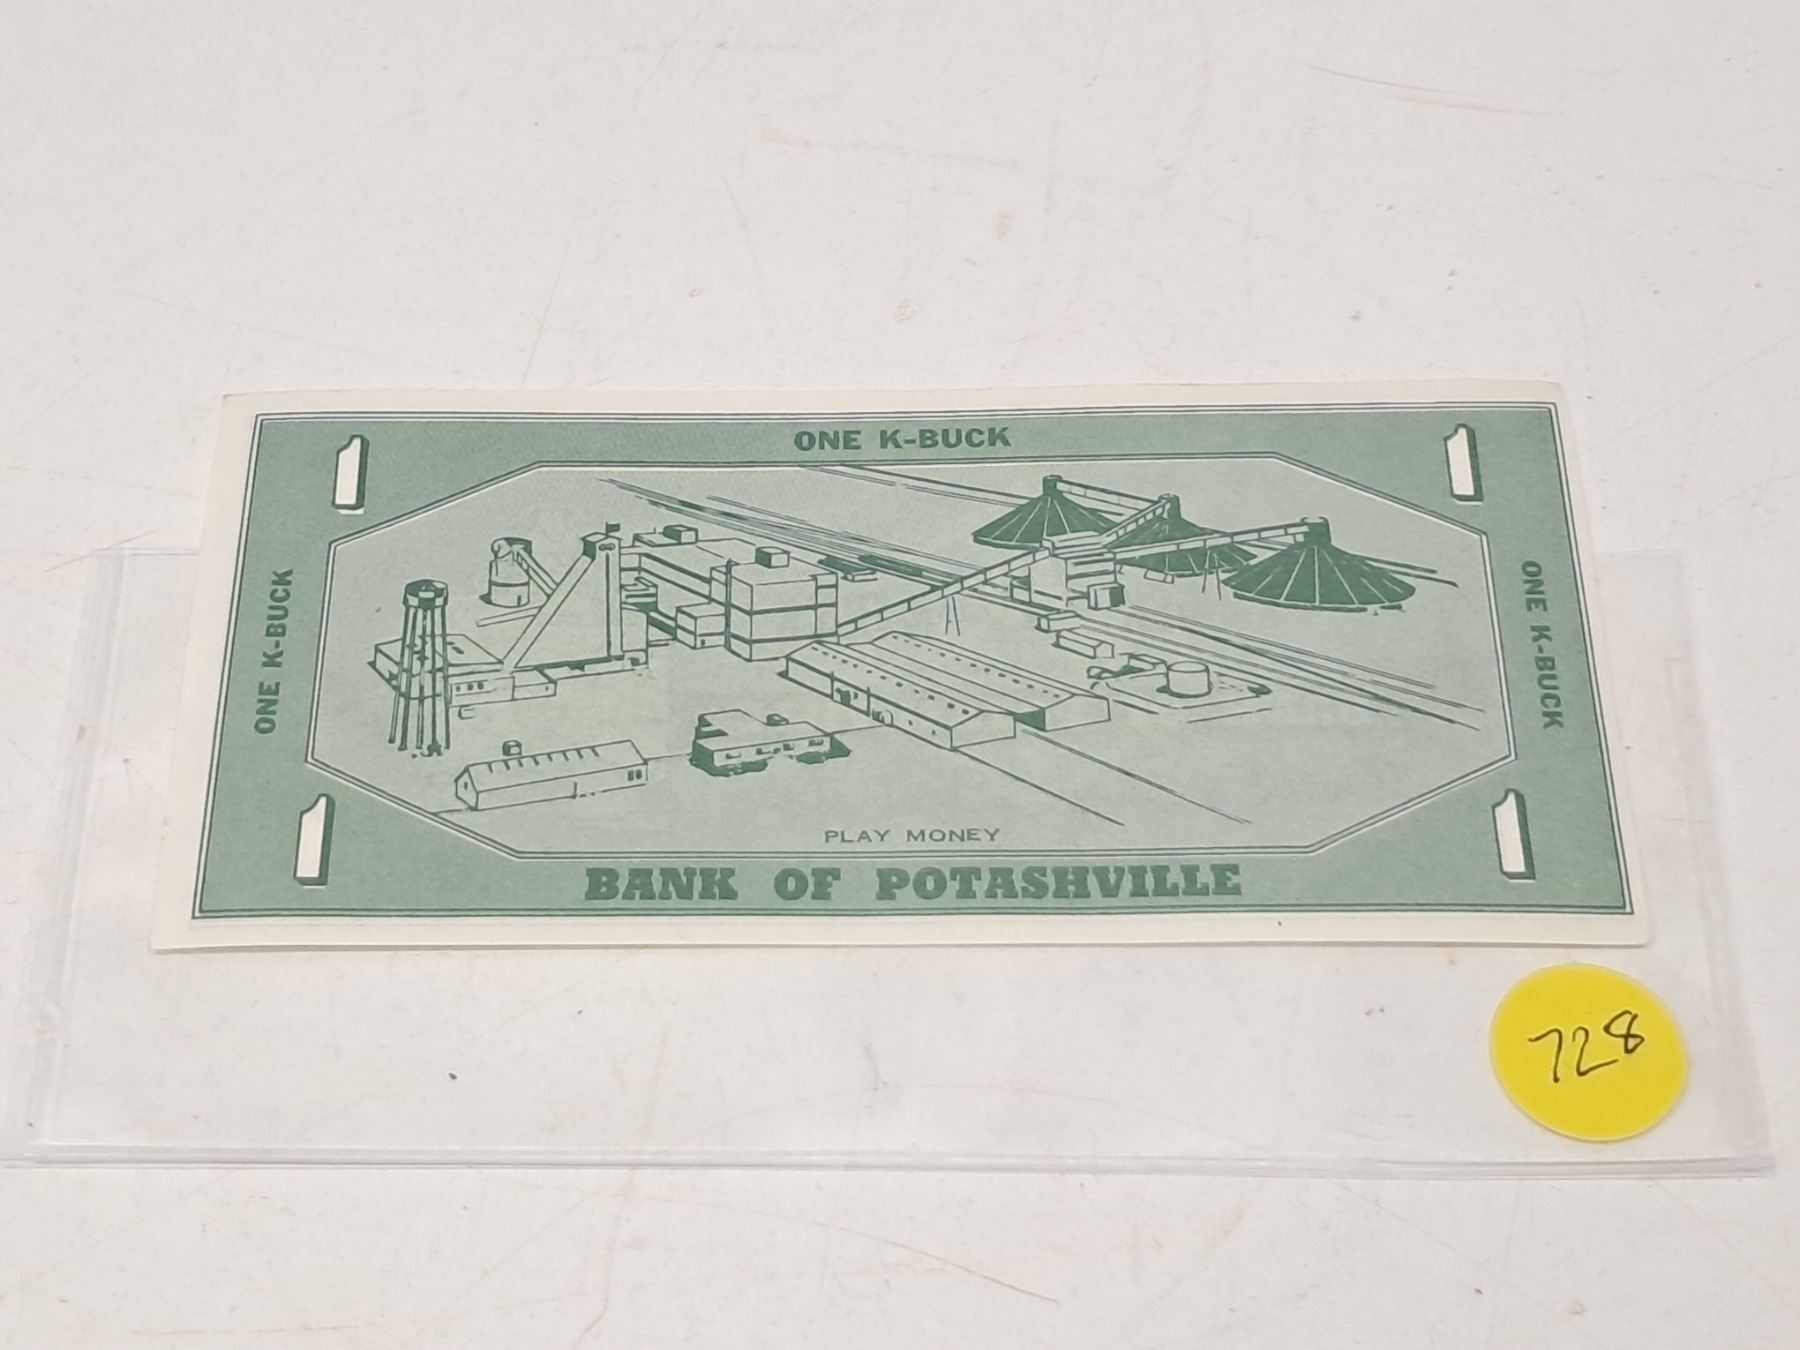 1 ONE K-BUCK 1
ONE K-BUCK
ONE K-BUCK
PLAY MONEY
1 BANK OF POTASHVILLE 1
728